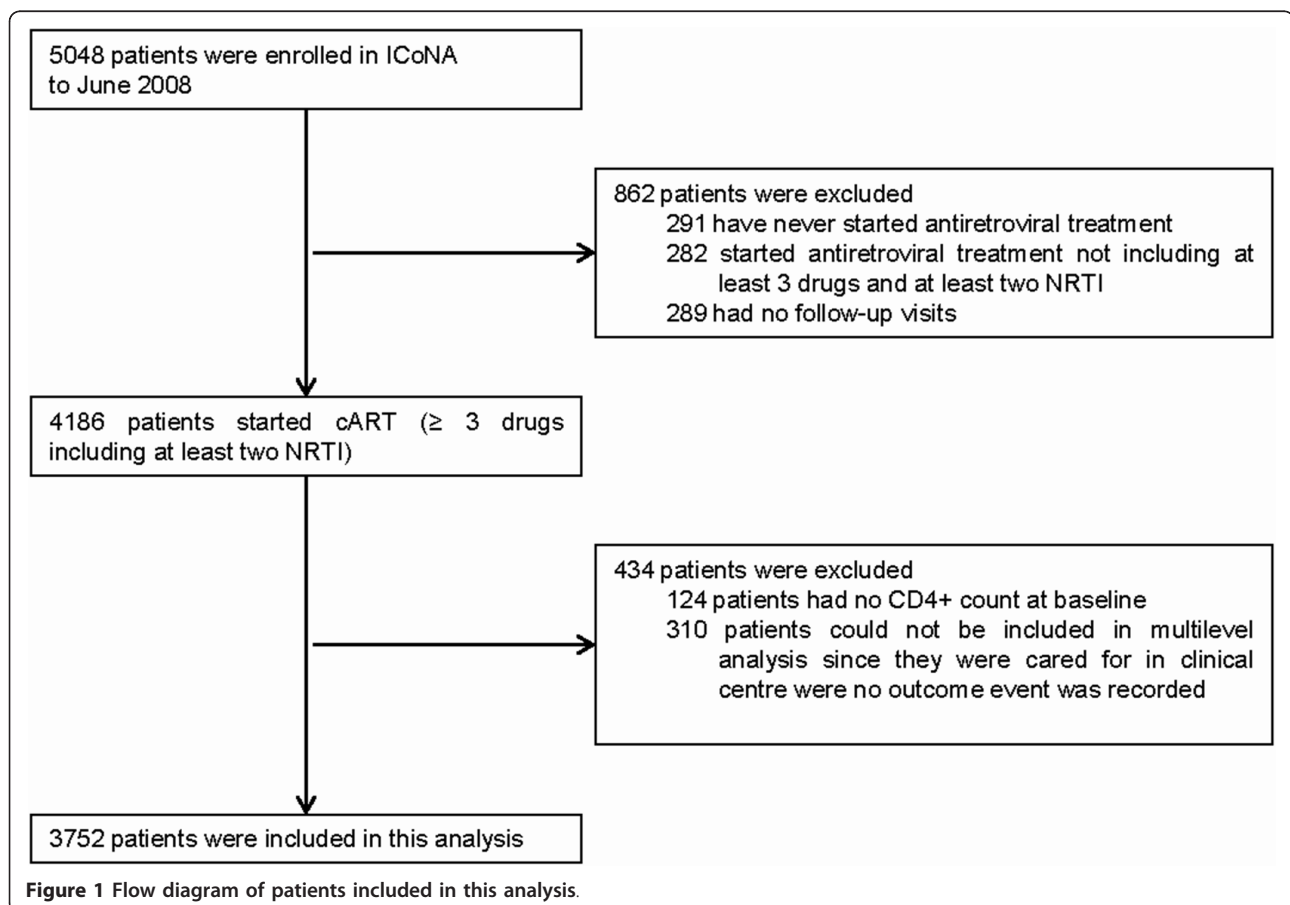 5048 patients were enrolled in ICoNA
to June 2008
862 patients were excluded
291 have never started antiretroviral treatment
282 started antiretroviral treatment not including at
least 3 drugs and at least two NRTI
289 had no follow-up visits
4186 patients started cART (≥ 3 drugs
including at least two NRTI)
434 patients were excluded
124 patients had no CD4+ count at baseline
310 patients could not be included in multilevel
analysis since they were cared for in clinical
centre were no outcome event was recorded
3752 patients were included in this analysis
Figure 1 Flow diagram of patients included in this analysis.